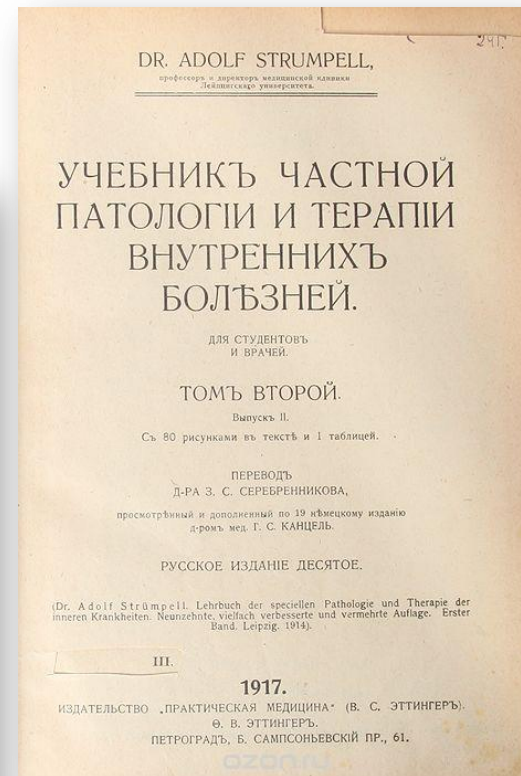 241.
DR. ADOLF STRUMPELL,
профессоръ и директоръ медицинской клиники
Лейпцигскаго университета.
УЧЕБНИКЪ ЧАСТНОЙ
ПАТОЛОГІИ И ТЕРАПІИ
ВНУТРЕННИХЪ
БОЛѢЗНЕЙ.
ДЛЯ СТУДЕНТОВЪ
И ВРАЧЕЙ.
ТОМЪ ВТОРОЙ.
Выпускъ II.
Съ 80 рисунками въ текстѣ и 1 таблицей.
ПЕРЕВОДЪ
Д-РА З. С. СЕРЕБРЕННИКОВА,
просмотрѣнный и дополненный по 19 нѣмецкому изданію
д-ромъ мед. Г. С. КАНЦЕЛЬ.
РУССКОЕ ИЗДАНІЕ ДЕСЯТОЕ.
(Dr. Adolf Strümpell. Lehrbuch der speciellen Pathologie und Therapie der
inneren Krankheiten. Neunzehnte, vielfach verbesserte und vermehrte Auflage. Erster
Band. Leipzig. 1914).
III.
1917.
ИЗДАТЕЛЬСТВО „ПРАКТИЧЕСКАЯ МЕДИЦИНА" (В. С. ЭТТИНГЕРЪ).
Ѳ. В. ЭТТИНГЕРЪ.
ПЕТРОГРАДЪ, Б. САМПСОНЬЕВСКІЙ ПР., 61.
ozon.ru